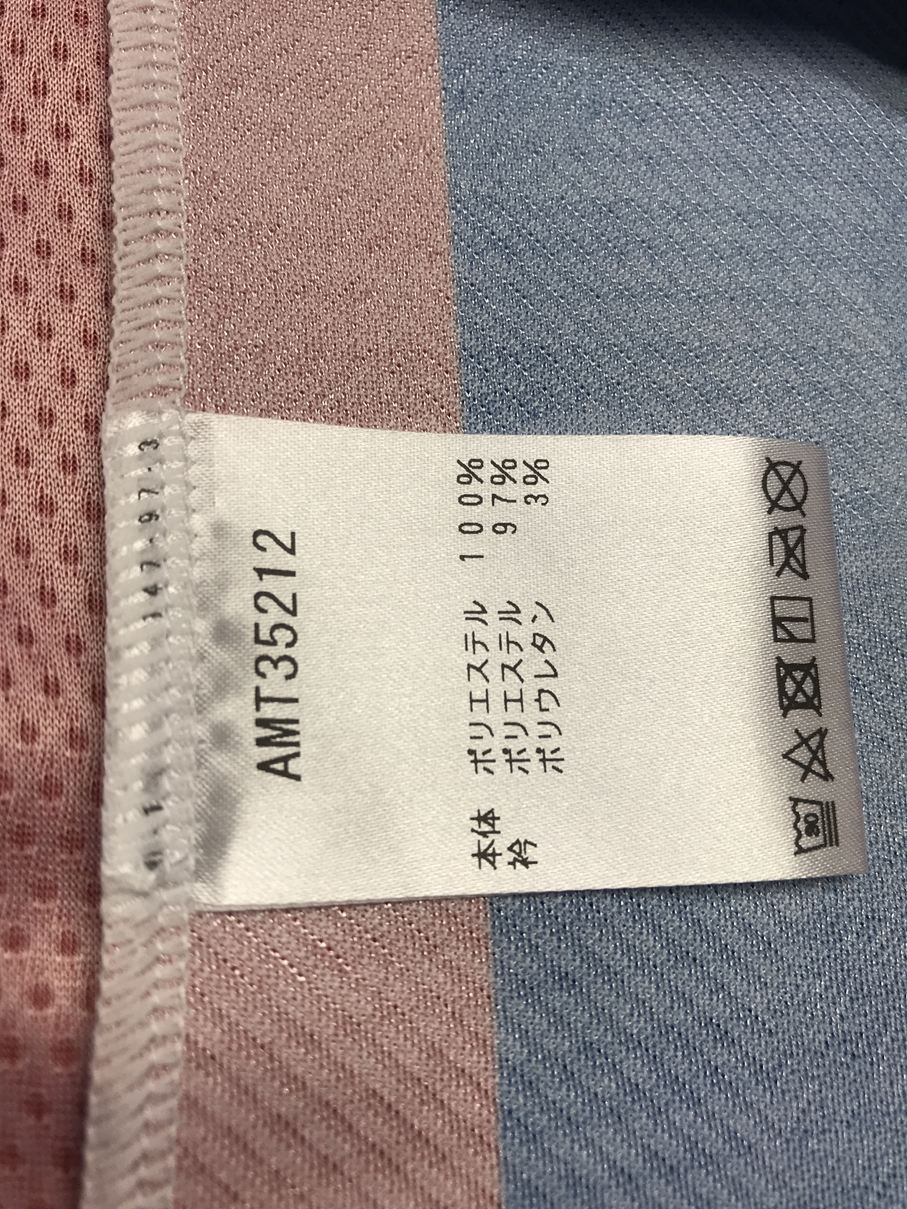 AMT35212
本体 ポリエステル 100%
衿 ポリエステル 97%
ポリウレタン 3%
30